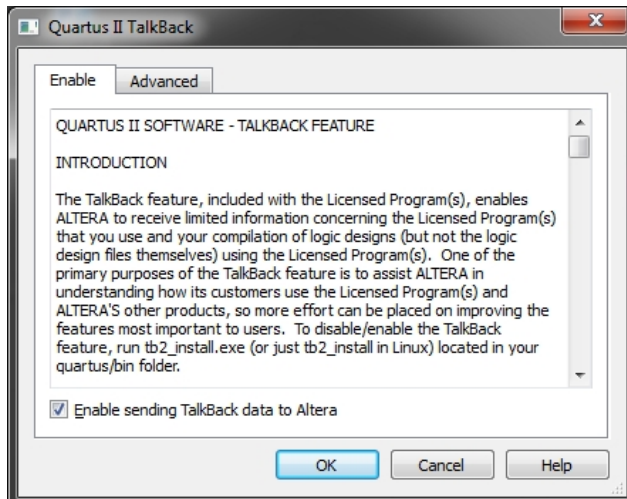 Quartus II TalkBack
Enable
Advanced
QUARTUS II SOFTWARE - TALKBACK FEATURE
INTRODUCTION
The TalkBack feature, included with the Licensed Program(s), enables
ALTERA to receive limited information concerning the Licensed Program(s)
that you use and your compilation of logic designs (but not the logic
design files themselves) using the Licensed Program(s).  One of the
primary purposes of the TalkBack feature is to assist ALTERA in
understanding how its customers use the Licensed Program(s) and
ALTERA'S other products, so more effort can be placed on improving the
features most important to users.  To disable/enable the TalkBack
feature, run tb2_install.exe (or just tb2_install in Linux) located in your
quartus/bin folder.
Enable sending TalkBack data to Altera
OK
Cancel
Help